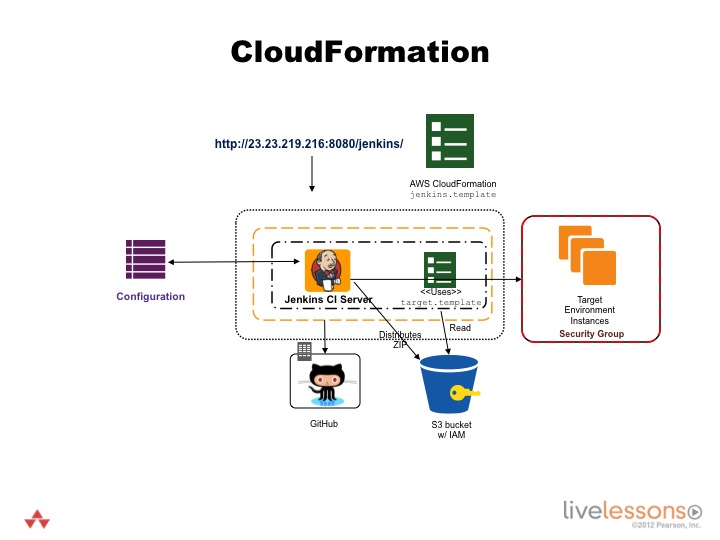 CloudFormation
http://23.23.219.216:8080/jenkins/
AWS CloudFormation
jenkins.template
Configuration
Jenkins CI Server
<<Uses>>
target.template
Target
Environment
Instances
Security Group
Read
Distributes
ZIP
GitHub
S3 bucket
w/ IAM
livelessons
©2012 Pearson, Inc.